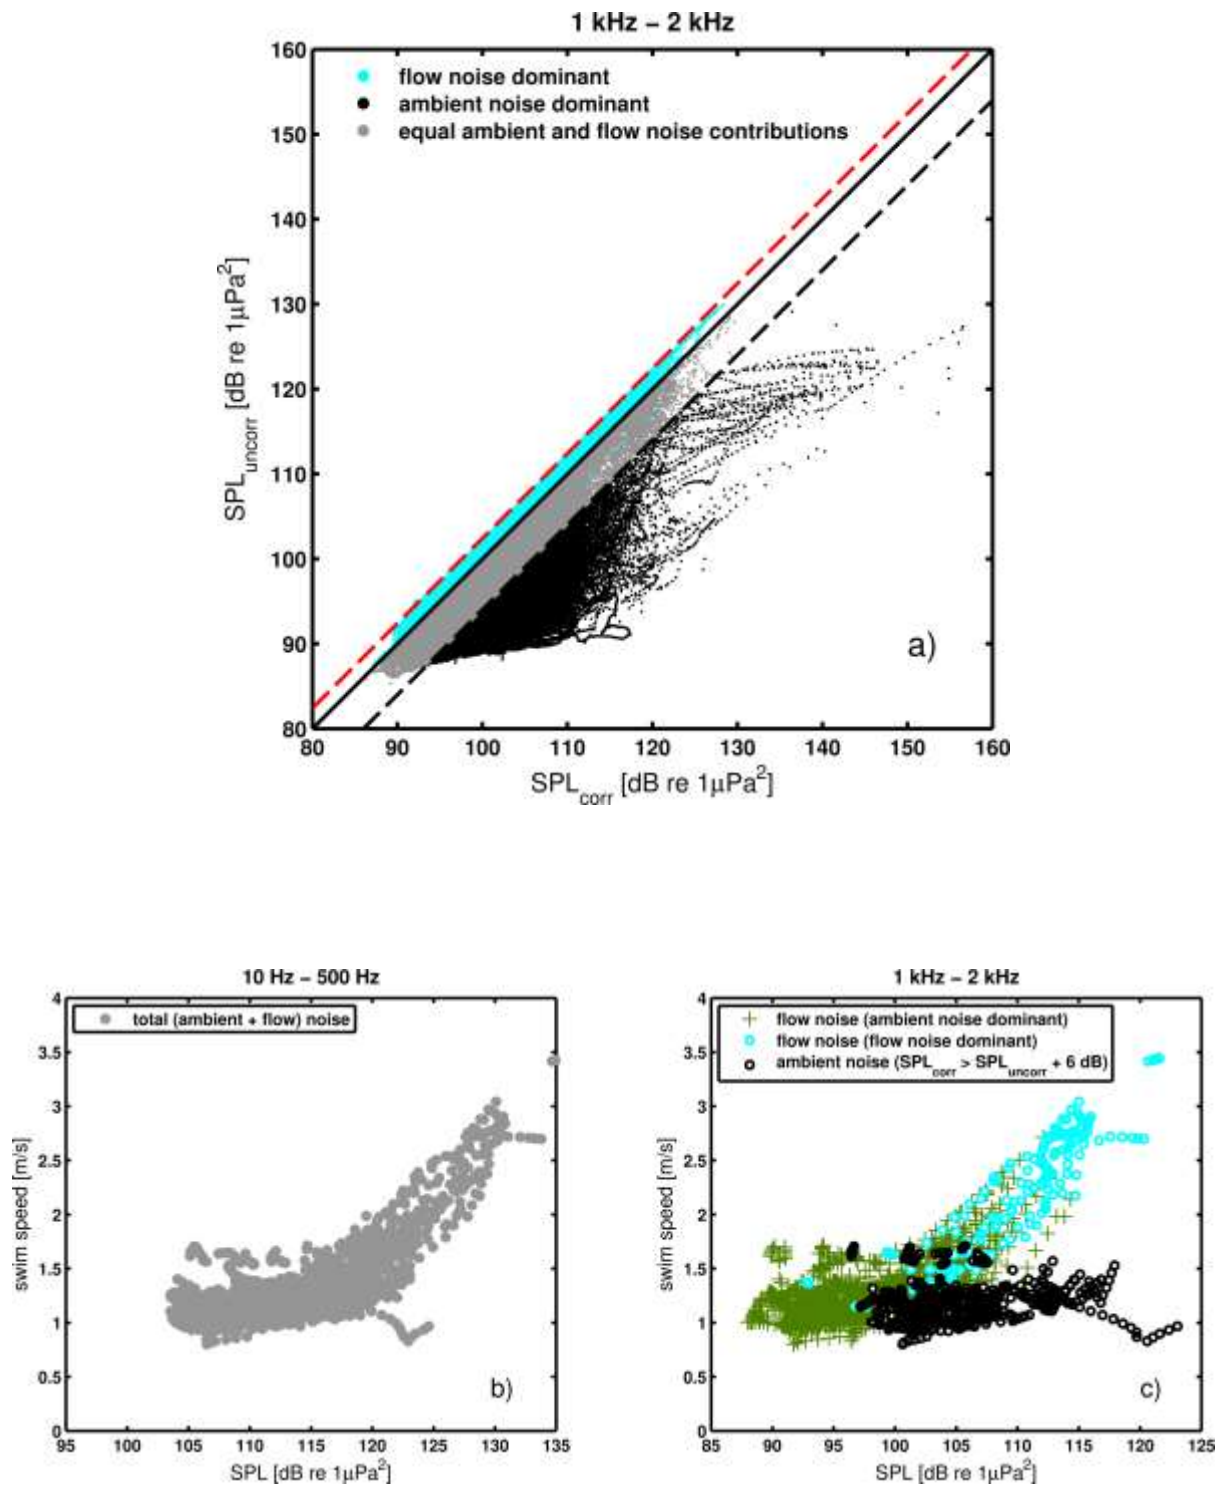 1 kHz − 2 kHz
160
150
140
130
120
110
100
90
80
SPLuncorr [dB re 1μPa²]
flow noise dominant
ambient noise dominant
equal ambient and flow noise contributions
a)
80 90 100 110 120 130 140 150 160
SPLcorr [dB re 1μPa²]
10 Hz − 500 Hz
4
3.5
3
2.5
2
1.5
1
0.5
0
swim speed [m/s]
total (ambient + flow) noise
b)
95 100 105 110 115 120 125 130 135
SPL [dB re 1μPa²]
1 kHz − 2 kHz
4
3.5
3
2.5
2
1.5
1
0.5
0
swim speed [m/s]
flow noise (ambient noise dominant)
flow noise (flow noise dominant)
ambient noise (SPLcorr > SPLuncorr + 6 dB)
c)
85 90 95 100 105 110 115 120 125
SPL [dB re 1μPa²]